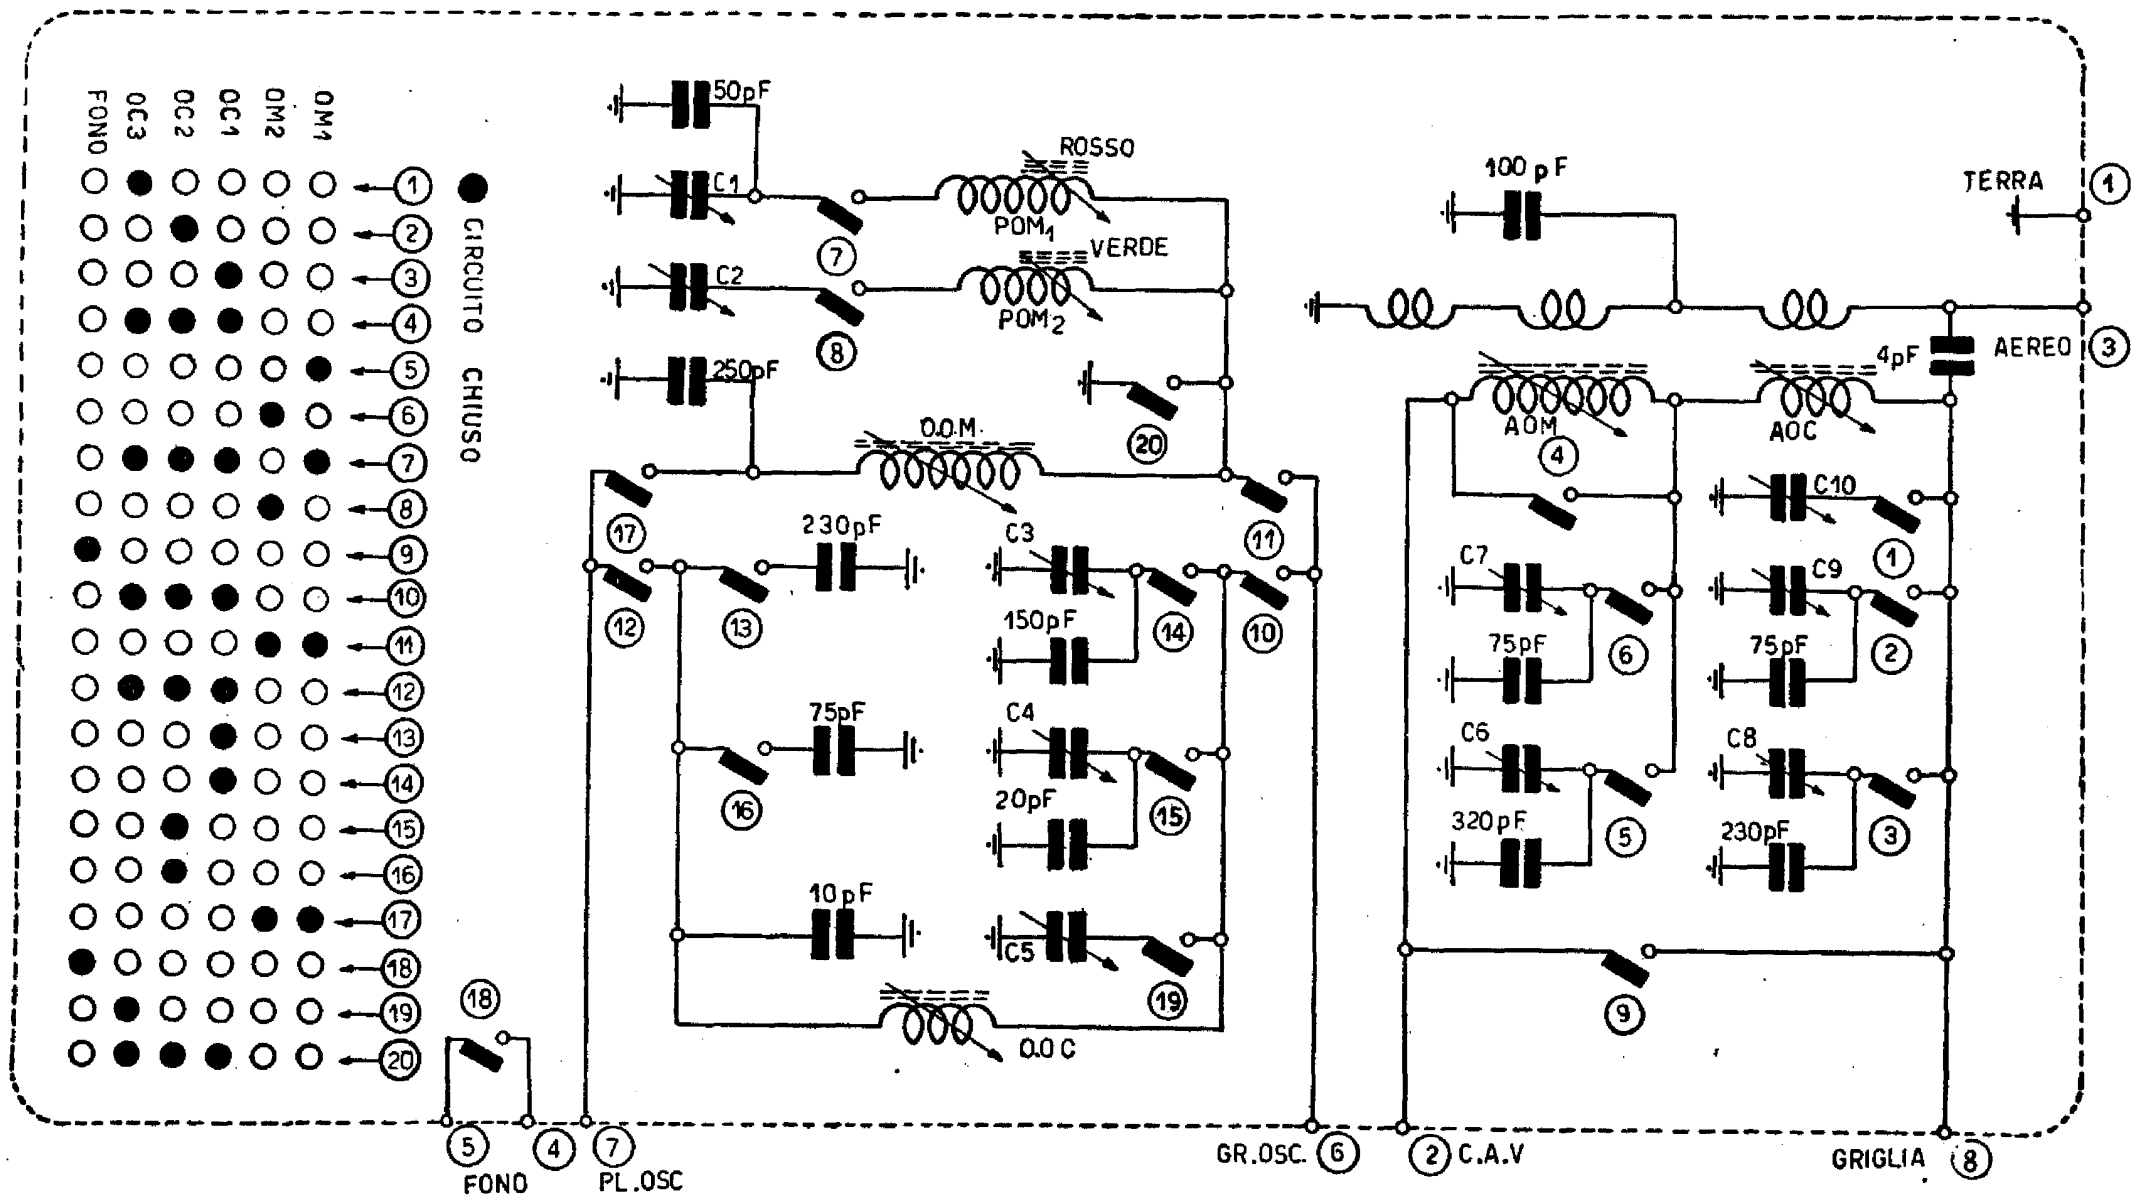 FONO
OC3
OC2
OC1
OM2
OM1
1
2
3
4
5
6
7
8
9
10
11
12
13
14
15
16
17
18
19
20
CIRCUITO CHIUSO
50pF
C1
7
ROSSO
POM1
C2
8
VERDE
POM2
250pF
20
O.O.M.
17
11
230pF
12
13
C3
150pF
14
10
75pF
16
C4
20pF
15
10pF
C5
19
O.O C
18
5
4
FONO
7
PL.OSC
GR.OSC.
6
100 pF
TERRA
1
AEREO
3
4pF
AOM
4
AOC
C10
1
C7
75pF
6
C9
75pF
2
C6
320pF
5
C8
230pF
3
9
2
C.A.V
GRIGLIA
8